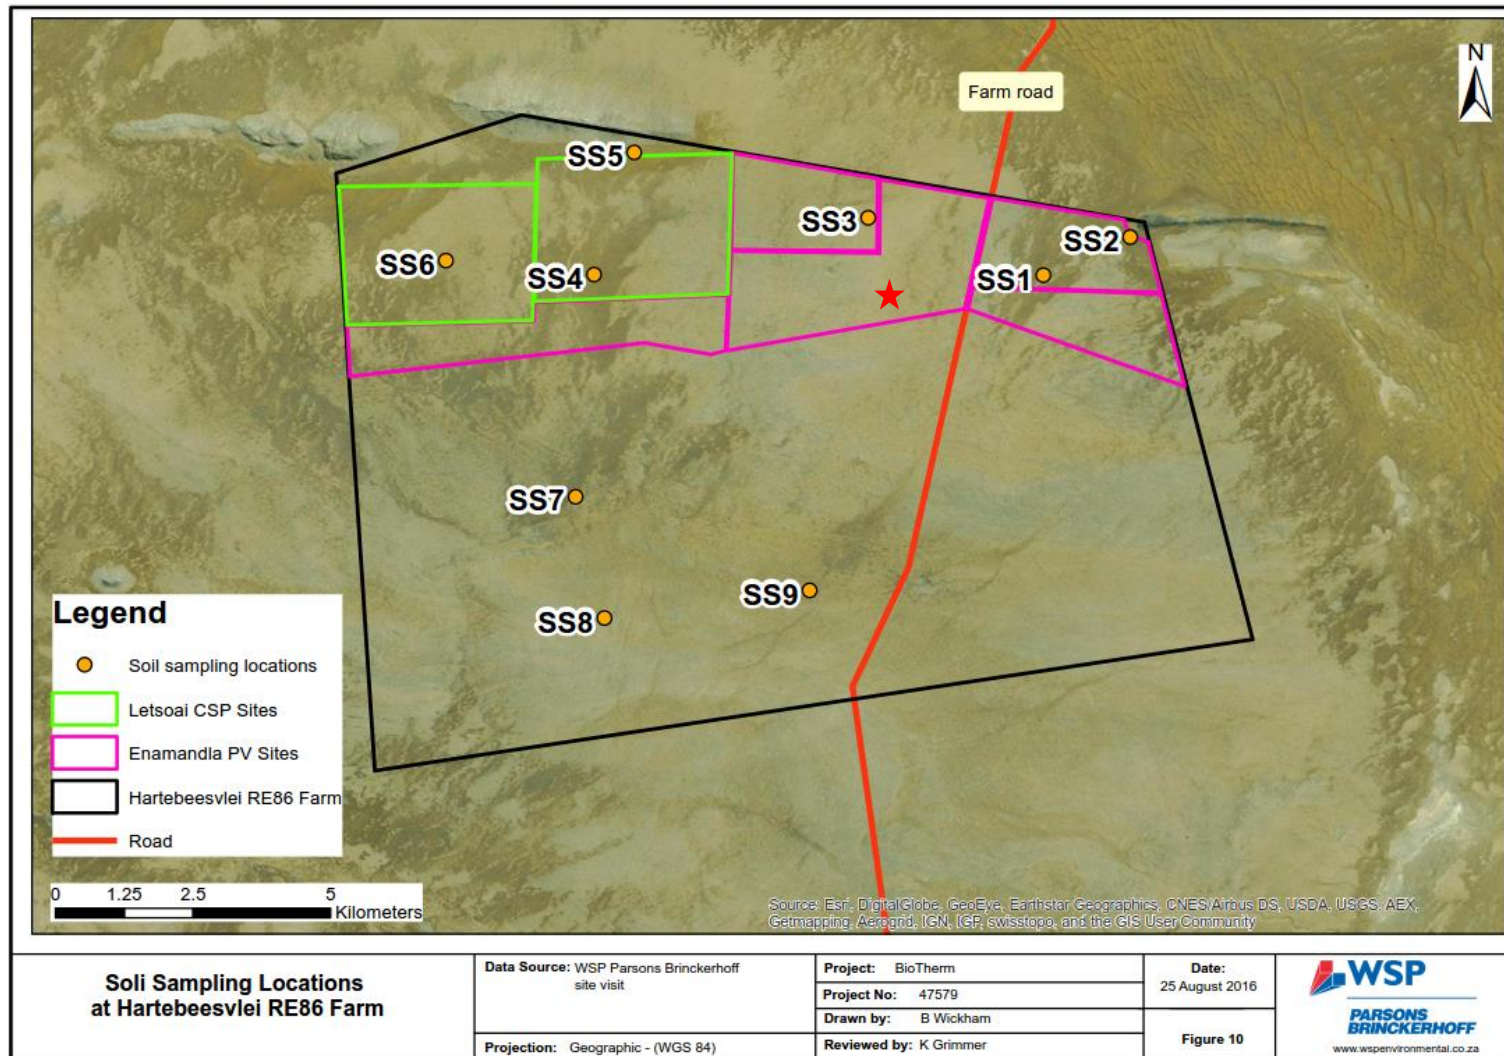 N
Farm road
SS5
SS3
SS2
SS6
SS4
SS1
SS7
SS9
SS8
Legend
Soil sampling locations
Letsoai CSP Sites
Enamandla PV Sites
Hartebeesvlei RE86 Farm
Road
0 1.25 2.5 5
Kilometers
Source: Esri, DigitalGlobe, GeoEye, Earthstar Geographics, CNES/Airbus DS, USDA, USGS, AEX,
Getmapping, Aerogrid, IGN, IGP, swisstopo, and the GIS User Community
Soli Sampling Locations
at Hartebeesvlei RE86 Farm
Data Source: WSP Parsons Brinckerhoff
site visit
Projection: Geographic - (WGS 84)
Project: BioTherm
Project No: 47579
Drawn by: B Wickham
Reviewed by: K Grimmer
Date:
25 August 2016
Figure 10
WSP
PARSONS
BRINCKERHOFF
www.wspenvironmental.co.za